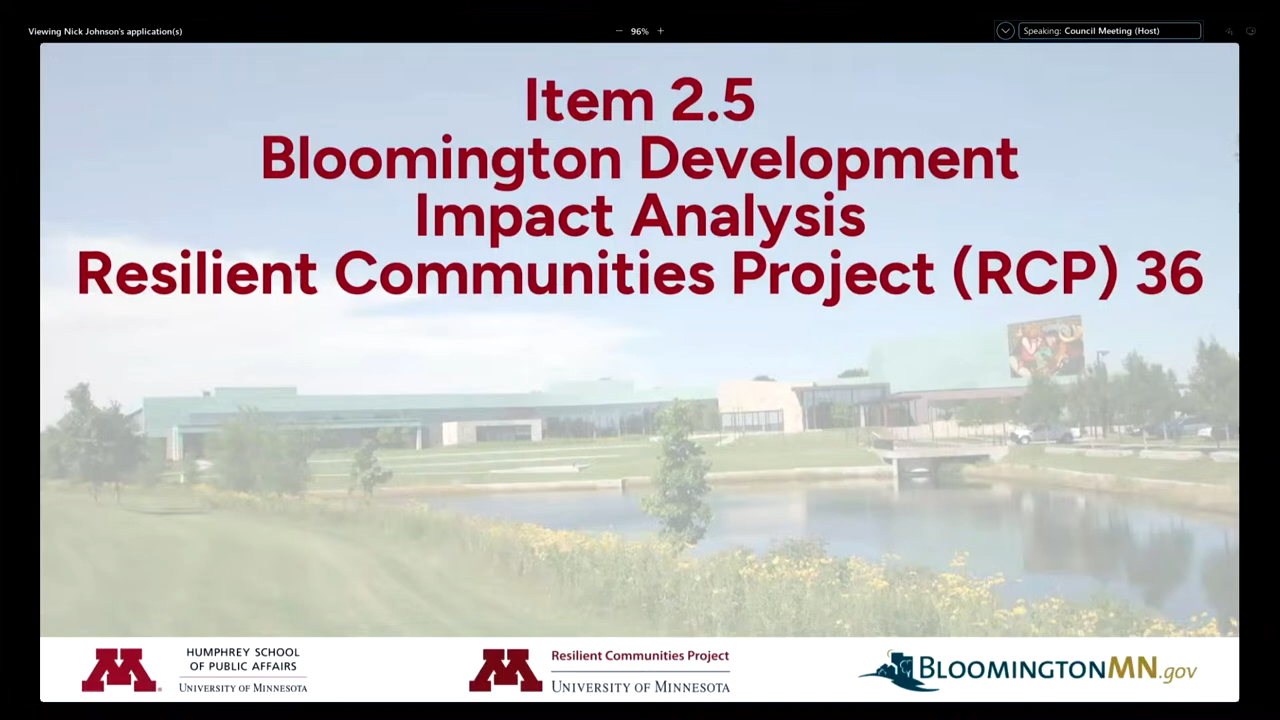 Viewing Nick Johnson's application(s)
96%
Speaking: Council Meeting (Host)
Item 2.5
Bloomington Development
Impact Analysis
Resilient Communities Project (RCP) 36
HUMPHREY SCHOOL
OF PUBLIC AFFAIRS
UNIVERSITY OF MINNESOTA
Resilient Communities Project
UNIVERSITY OF MINNESOTA
BLOOMINGTONMN.gov